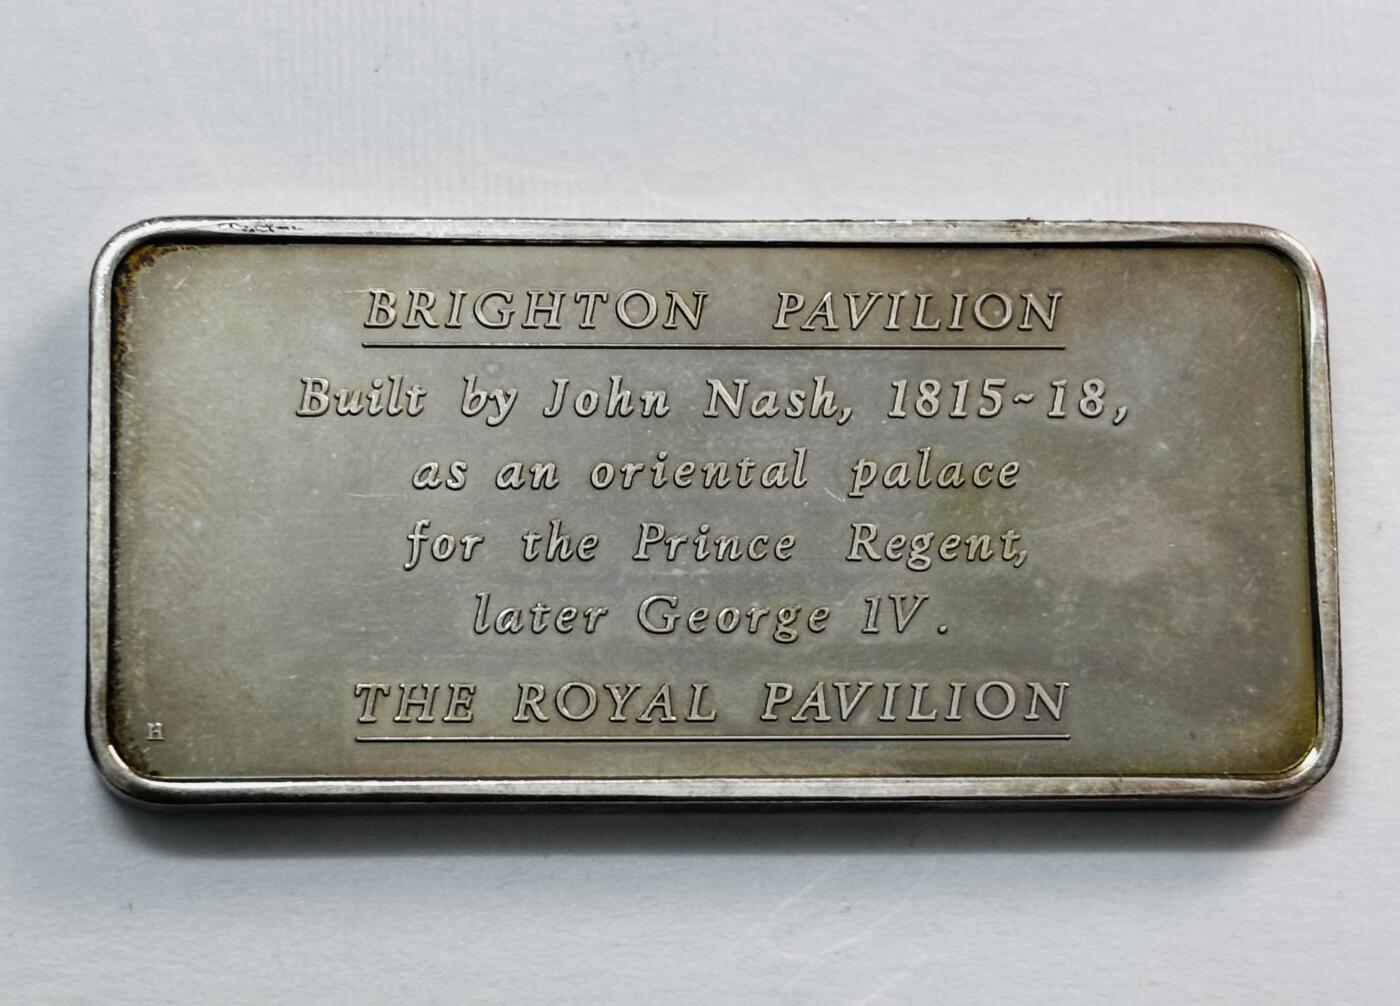 BRIGHTON PAVILION
Built by John Nash, 1815~18,
as an oriental palace
for the Prince Regent,
later George 1V.
THE ROYAL PAVILION
H